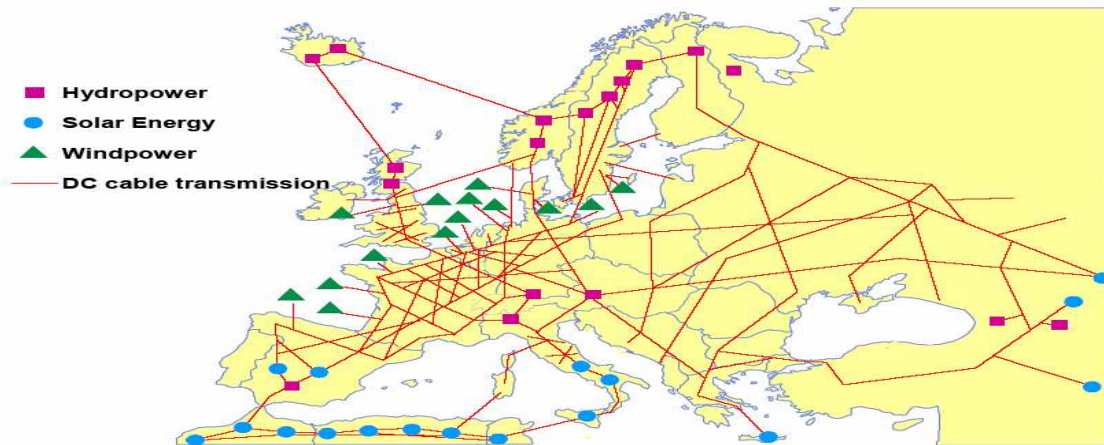 Hydropower
Solar Energy
Windpower
DC cable transmission